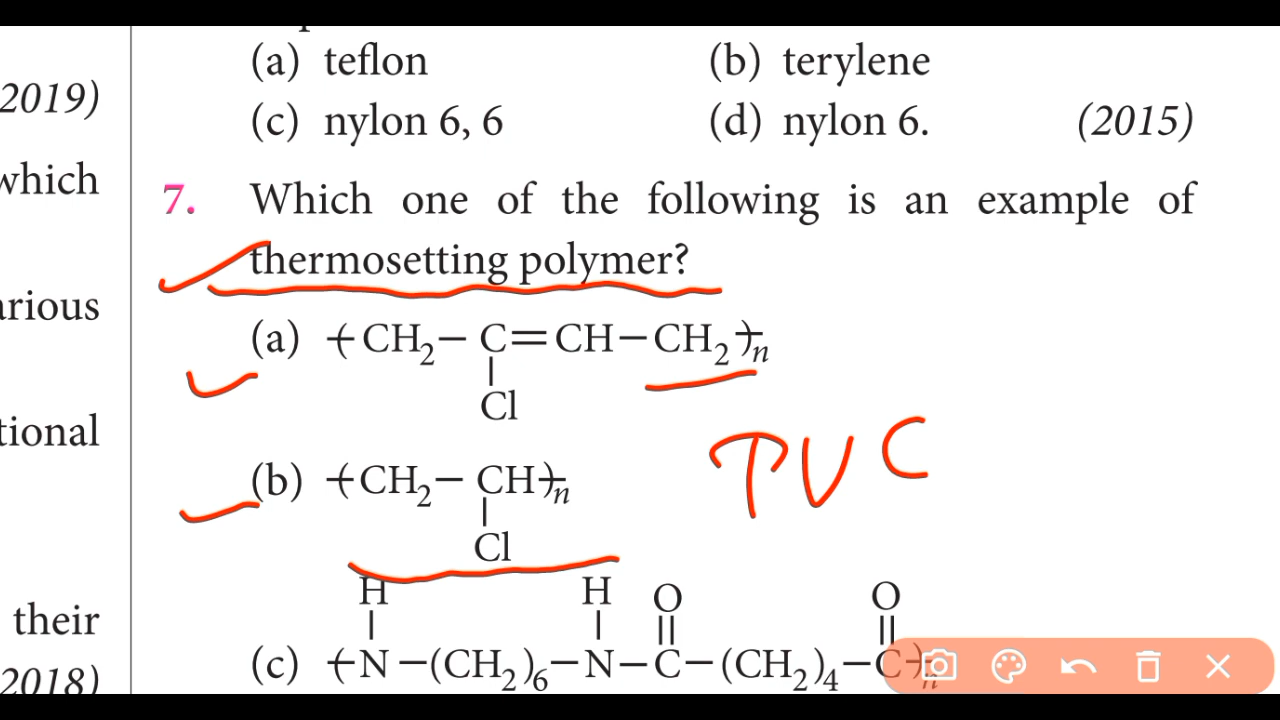 2019)
which
arious
tional
their
2018)
(a) teflon (b) terylene
(c) nylon 6, 6 (d) nylon 6. (2015)
7. Which one of the following is an example of
thermosetting polymer?
(a) (CH₂–C=CH–CH₂)ₙ
Cl
PVC
(b) (CH₂–CH)ₙ
Cl
H H O O
(c) (N–(CH₂)₆–N–C–(CH₂)₄–C)ₙ